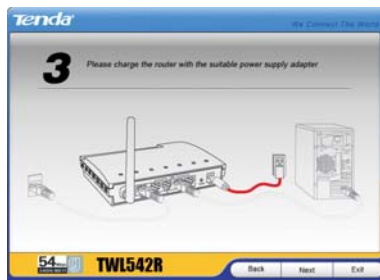 Tenda
We Connect The World
3
Please charge the router with the suitable power supply adapter
54
TWL542R
Back
Next
Exit